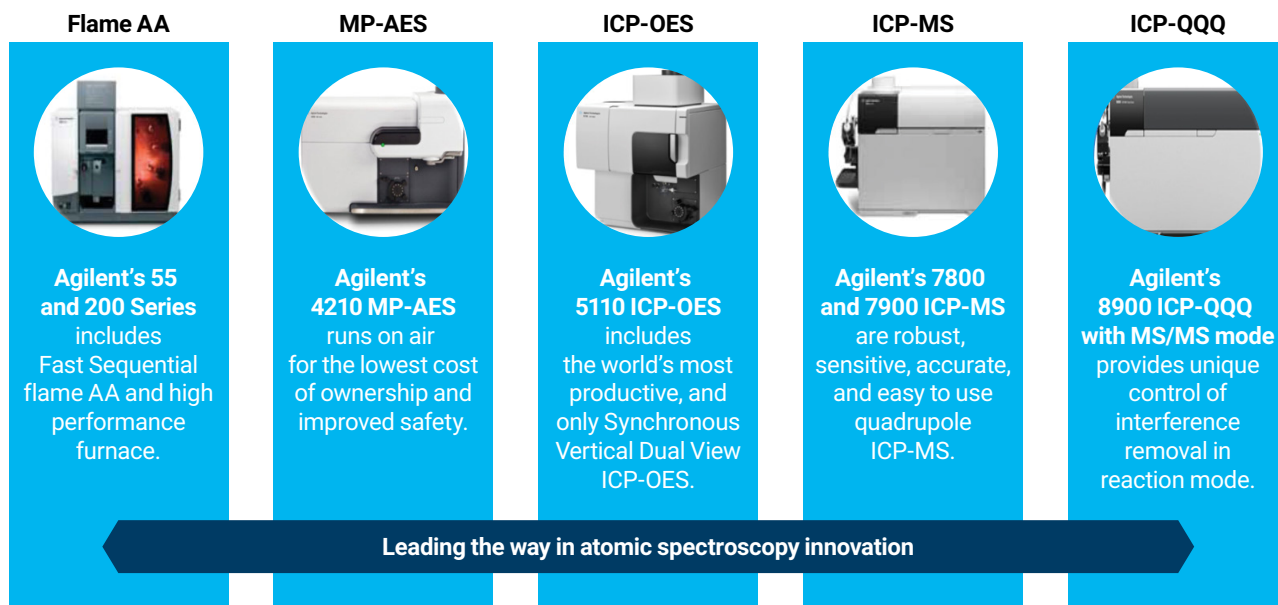 Flame AA
MP-AES
ICP-OES
ICP-MS
ICP-QQQ
Agilent’s 55
and 200 Series
includes
Fast Sequential
flame AA and high
performance
furnace.
Agilent’s
4210 MP-AES
runs on air
for the lowest cost
of ownership and
improved safety.
Agilent’s
5110 ICP-OES
includes
the world’s most
productive, and
only Synchronous
Vertical Dual View
ICP-OES.
Agilent’s 7800
and 7900 ICP-MS
are robust,
sensitive, accurate,
and easy to use
quadrupole
ICP-MS.
Agilent’s
8900 ICP-QQQ
with MS/MS mode
provides unique
control of
interference
removal in
reaction mode.
Leading the way in atomic spectroscopy innovation